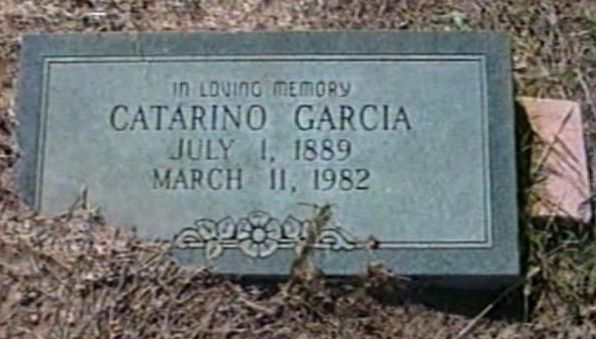 IN LOVING MEMORY
CATARINO GARCIA
JULY 1, 1889
MARCH 11, 1982